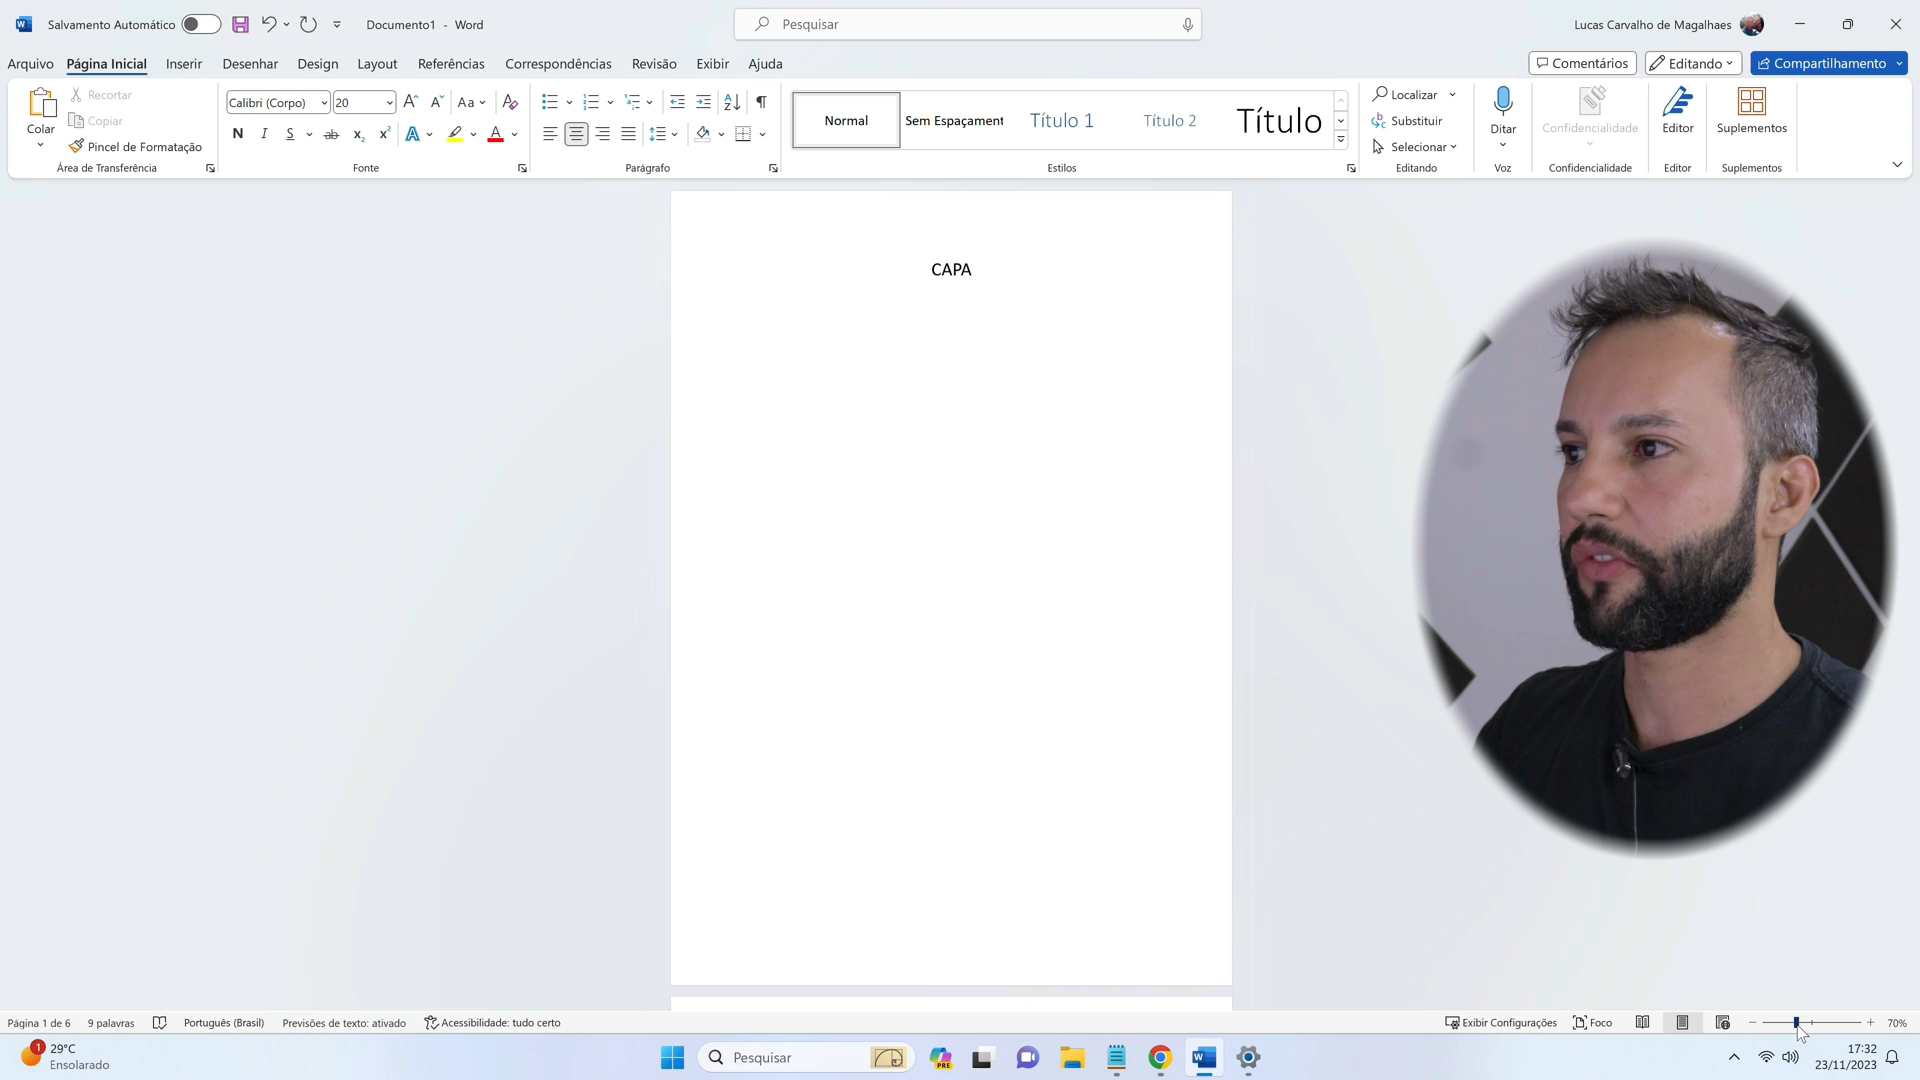 Salvamento Automático
Documento1 - Word
Pesquisar
Lucas Carvalho de Magalhaes
Arquivo
Página Inicial
Inserir
Desenhar
Design
Layout
Referências
Correspondências
Revisão
Exibir
Ajuda
Comentários
Editando
Compartilhamento
Colar
Recortar
Copiar
Pincel de Formatação
Área de Transferência
Calibri (Corpo)
20
Aa
N
I
S
ab
A
A
Fonte
Parágrafo
Normal
Sem Espaçament
Título 1
Título 2
Título
Estilos
Localizar
Substituir
Selecionar
Editando
Ditar
Voz
Confidencialidade
Confidencialidade
Editor
Editor
Suplementos
Suplementos
CAPA
Página 1 de 6
9 palavras
Português (Brasil)
Previsões de texto: ativado
Acessibilidade: tudo certo
Exibir Configurações
Foco
70%
1
29°C
Ensolarado
Pesquisar
PRE
17:32
23/11/2023